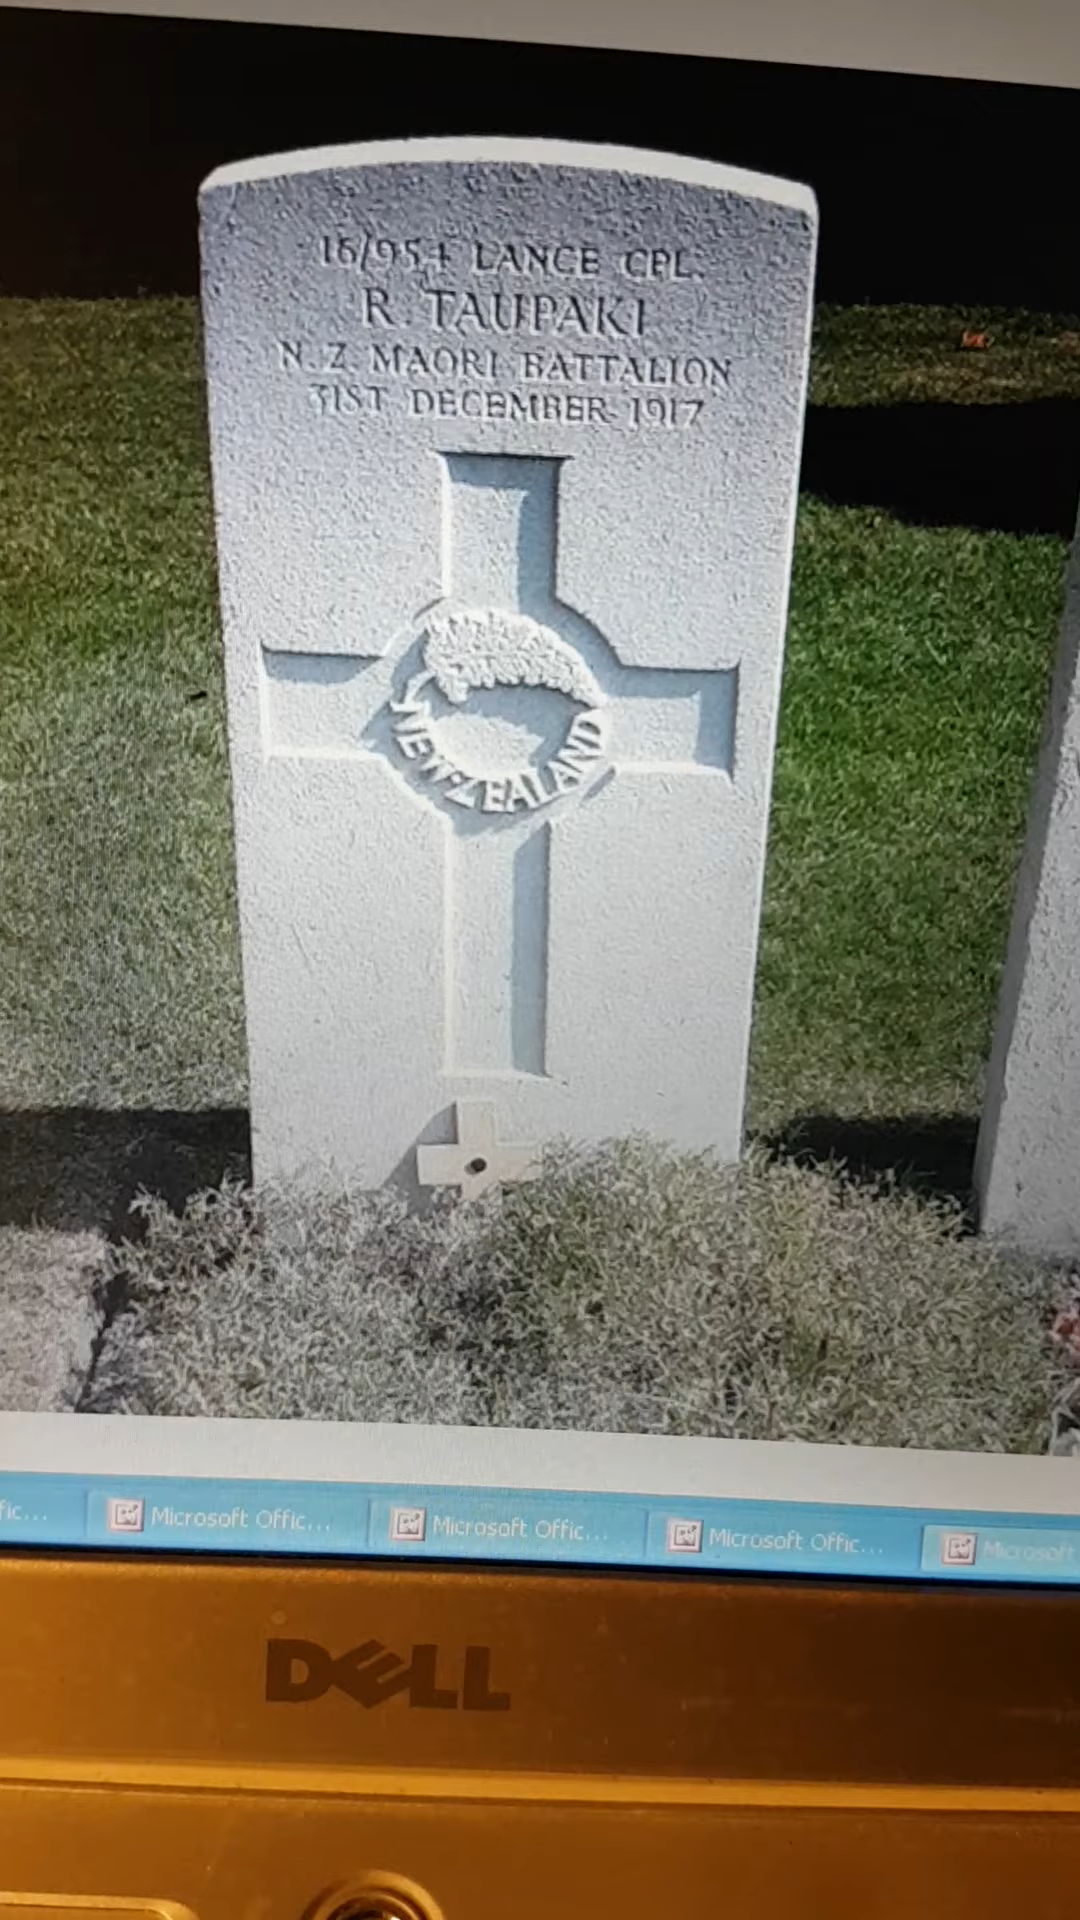 16/954 LANCE CPL.
R. TAUPAKI
N. Z. MAORI BATTALION
31ST DECEMBER 1917
NEW ZEALAND
fic...
Microsoft Offic...
Microsoft Offic...
Microsoft Offic...
Microsoft
DELL